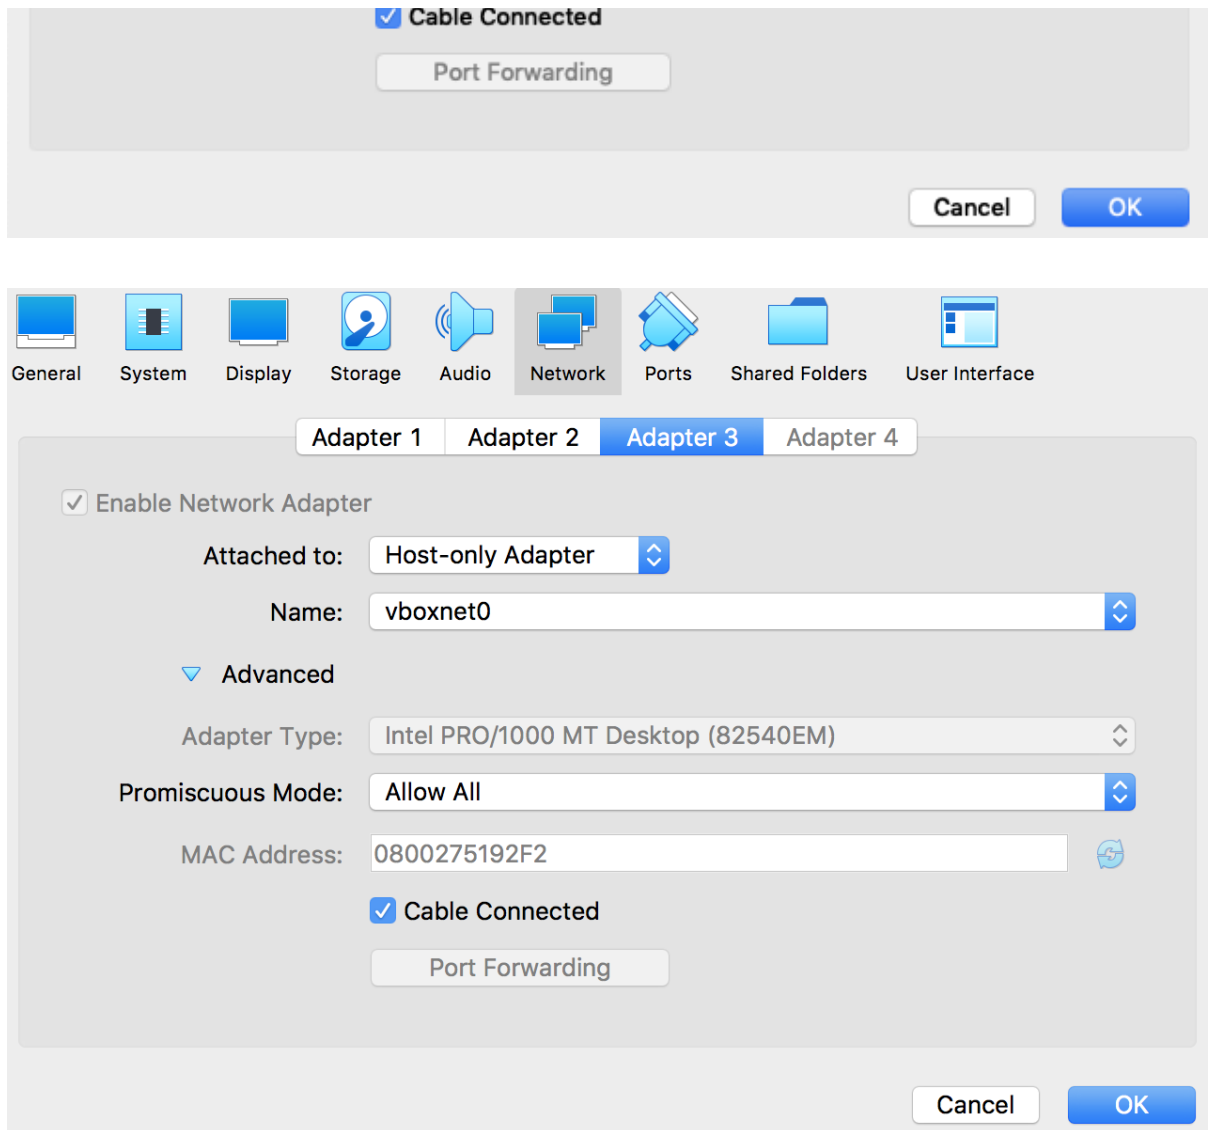 Cable Connected
Port Forwarding
Cancel OK
General System Display Storage Audio Network Ports Shared Folders User Interface
Adapter 1 Adapter 2 Adapter 3 Adapter 4
Enable Network Adapter
Attached to: Host-only Adapter
Name: vboxnet0
Advanced
Adapter Type: Intel PRO/1000 MT Desktop (82540EM)
Promiscuous Mode: Allow All
MAC Address: 0800275192F2
Cable Connected
Port Forwarding
Cancel OK